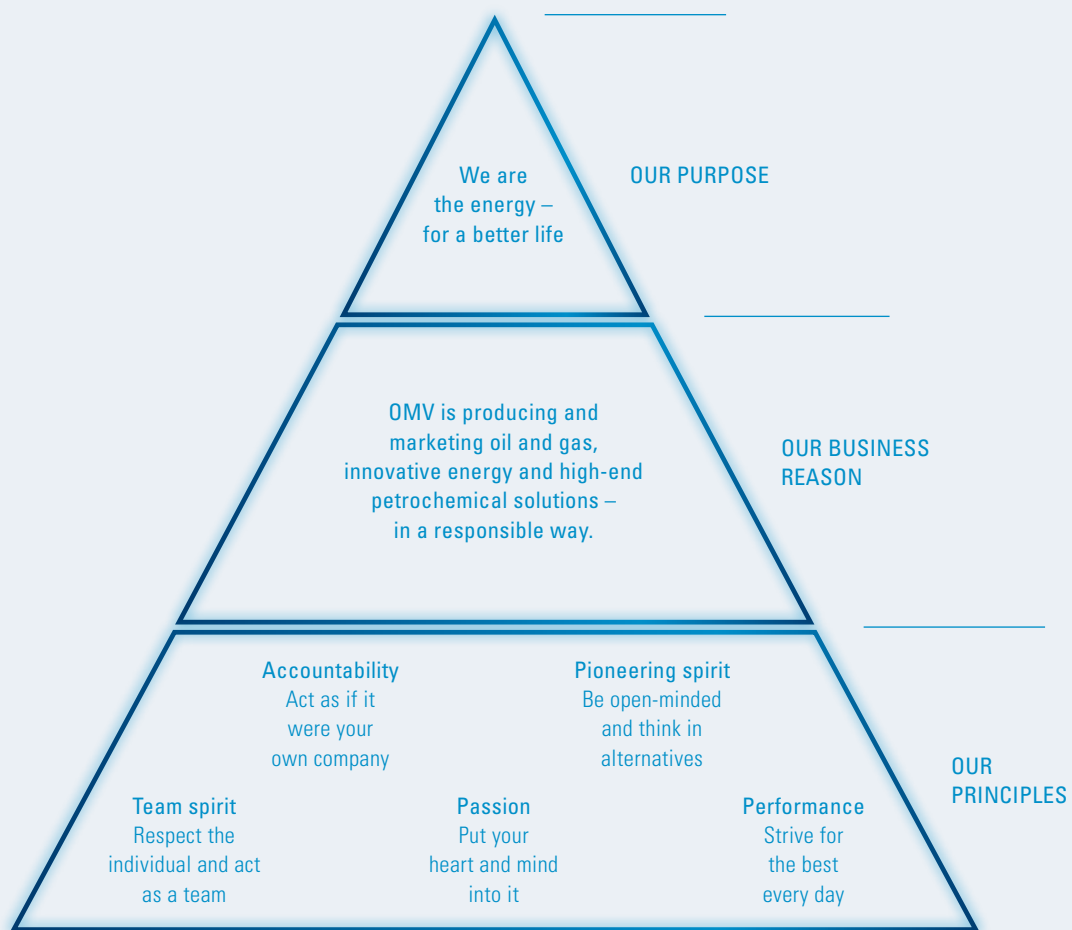 We are
the energy –
for a better life
OUR PURPOSE
OMV is producing and
marketing oil and gas,
innovative energy and high-end
petrochemical solutions –
in a responsible way.
OUR BUSINESS
REASON
Accountability
Act as if it
were your
own company
Pioneering spirit
Be open-minded
and think in
alternatives
Team spirit
Respect the
individual and act
as a team
Passion
Put your
heart and mind
into it
Performance
Strive for
the best
every day
OUR
PRINCIPLES